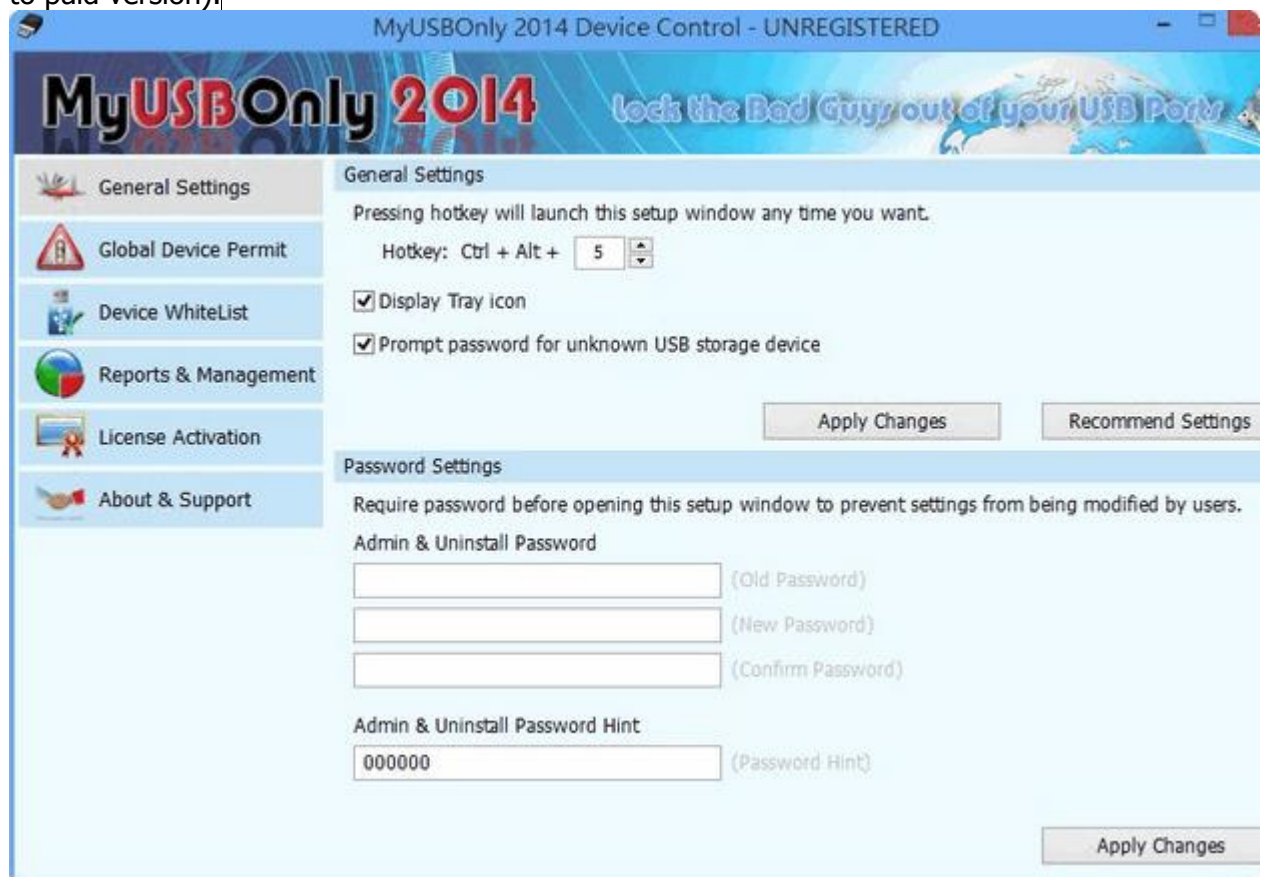 to paid version).
MyUSBOnly 2014 Device Control - UNREGISTERED
MyUSBOnly 2014
Lock the Bad Guys out of your USB Ports
General Settings
Global Device Permit
Device WhiteList
Reports & Management
License Activation
About & Support
General Settings
Pressing hotkey will launch this setup window any time you want.
Hotkey: Ctrl + Alt + 5
Display Tray icon
Prompt password for unknown USB storage device
Apply Changes
Recommend Settings
Password Settings
Require password before opening this setup window to prevent settings from being modified by users.
Admin & Uninstall Password
(Old Password)
(New Password)
(Confirm Password)
Admin & Uninstall Password Hint
000000 (Password Hint)
Apply Changes